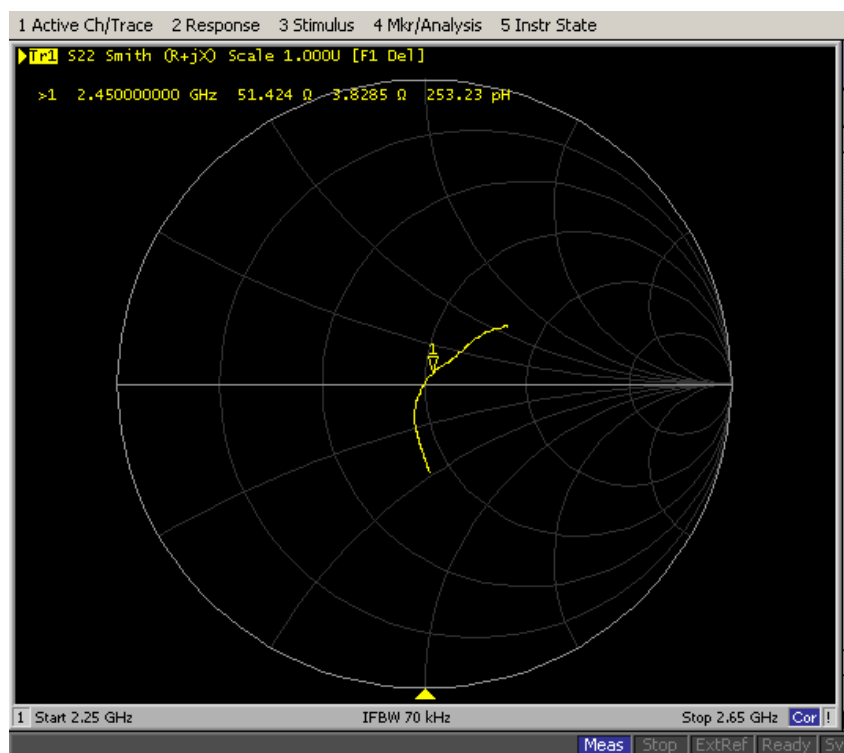 1 Active Ch/Trace 2 Response 3 Stimulus 4 Mkr/Analysis 5 Instr State
Tr1 S22 Smith (R+jX) Scale 1.000U [F1 Del]
>1 2.450000000 GHz 51.424 Ω 3.8285 Ω 253.23 pH
1
1 Start 2.25 GHz IFBW 70 kHz Stop 2.65 GHz Cor !
Meas Stop ExtRef Ready Sv